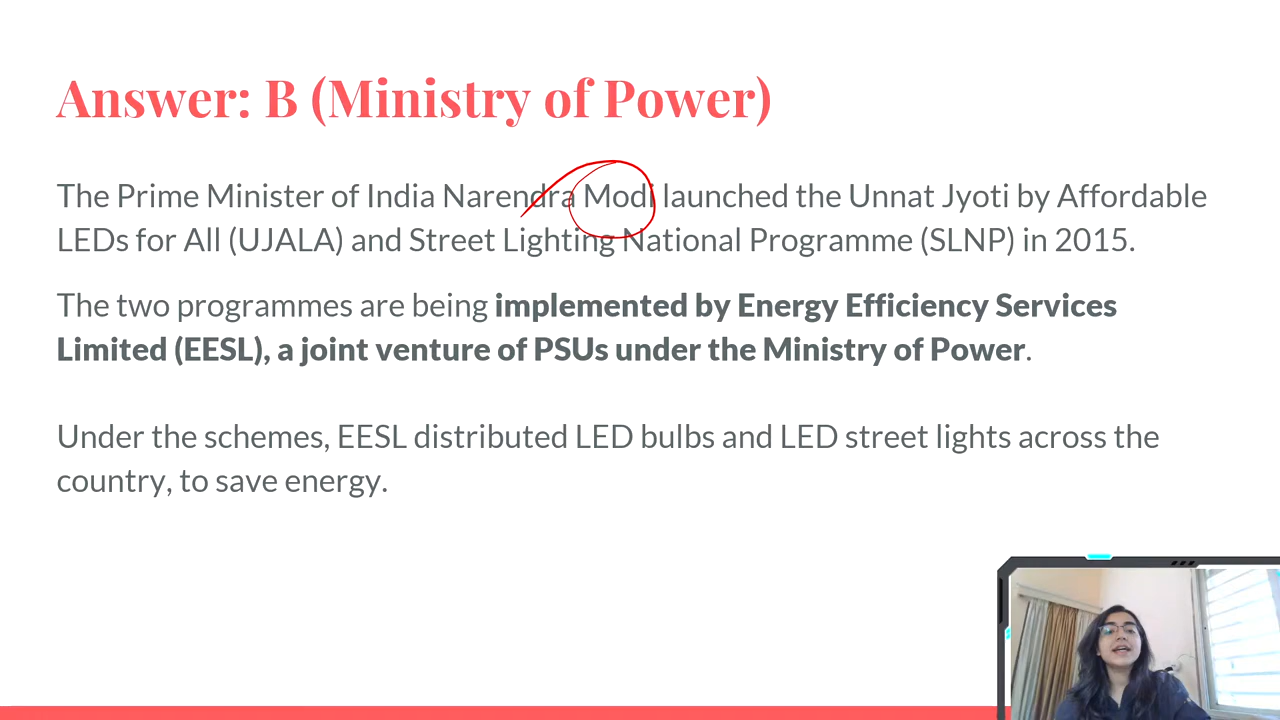 Answer: B (Ministry of Power)
The Prime Minister of India Narendra Modi launched the Unnat Jyoti by Affordable
LEDs for All (UJALA) and Street Lighting National Programme (SLNP) in 2015.
The two programmes are being implemented by Energy Efficiency Services
Limited (EESL), a joint venture of PSUs under the Ministry of Power.
Under the schemes, EESL distributed LED bulbs and LED street lights across the
country, to save energy.